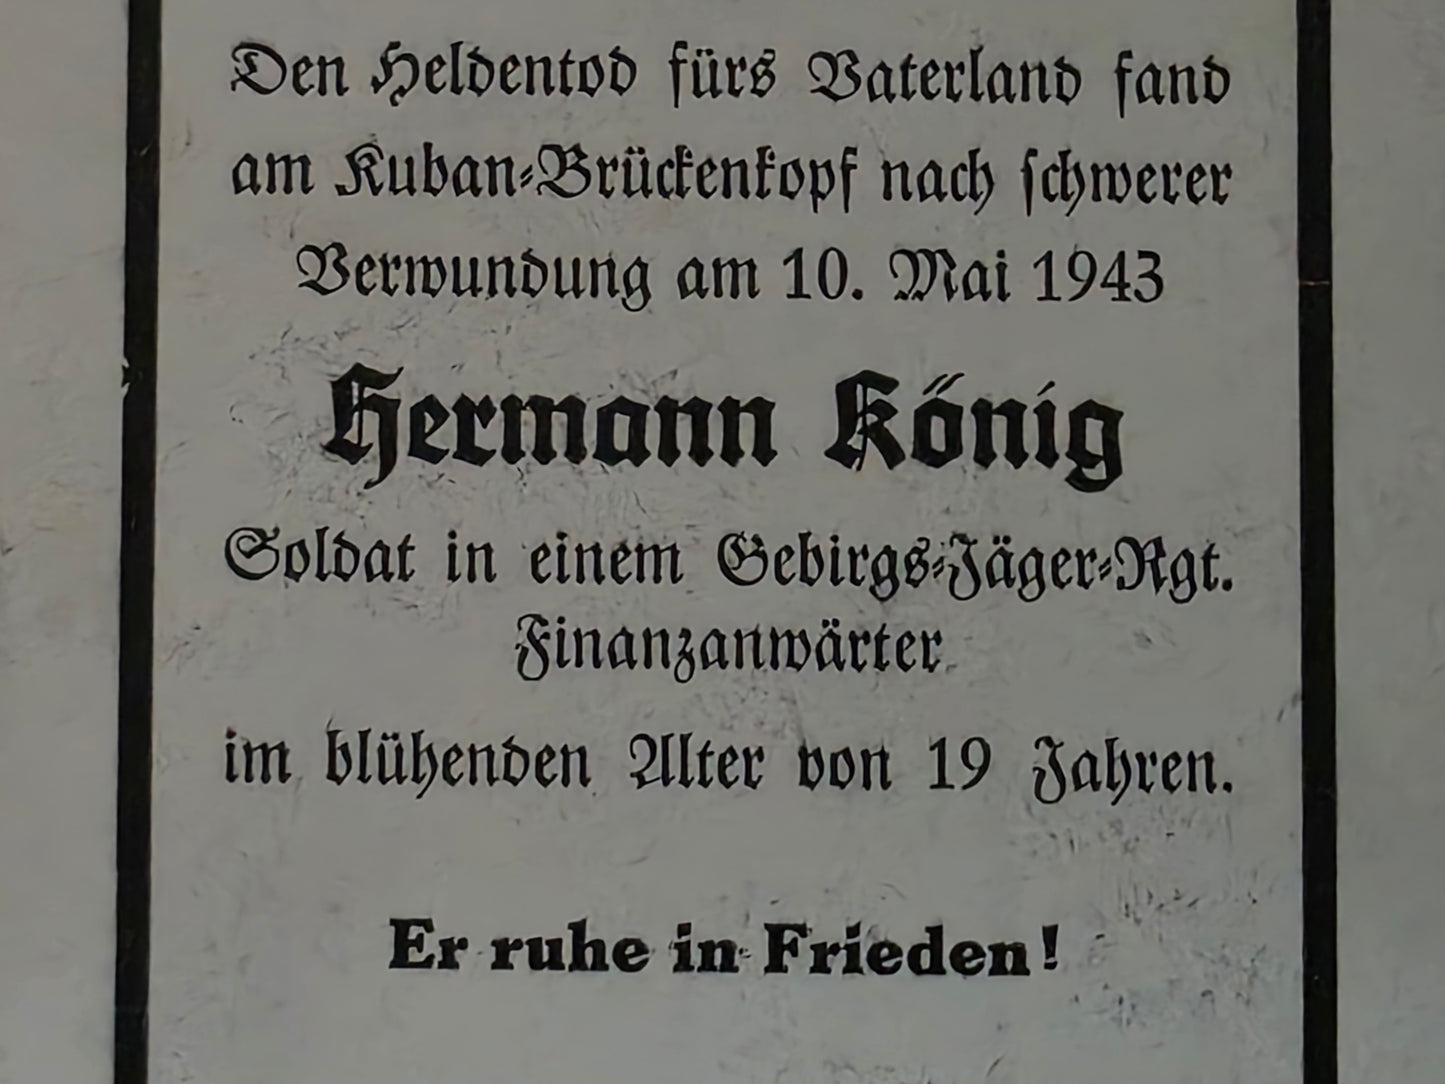 Den Heldentod fürs Vaterland fand
am Kuban-Brückenkopf nach schwerer
Verwundung am 10. Mai 1943
Hermann König
Soldat in einem Gebirgs-Jäger-Rgt.
Finanzanwärter
im blühenden Alter von 19 Jahren.
Er ruhe in Frieden!